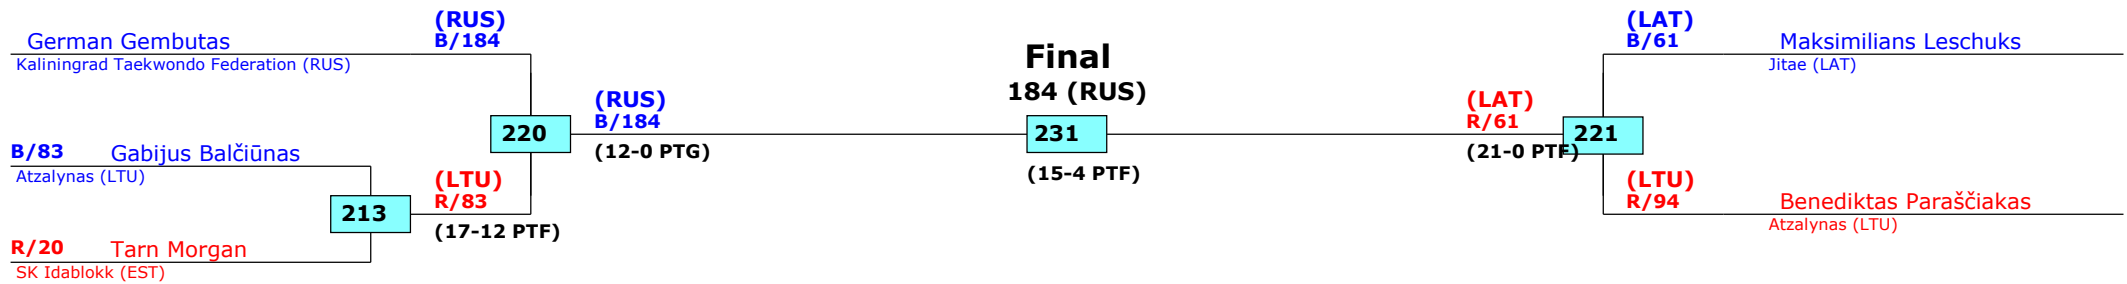 (RUS)
B/184
German Gembutas
Kaliningrad Taekwondo Federation (RUS)
B/83 Gabijus Balčiūnas
Atzalynas (LTU)
R/20 Tarn Morgan
SK Idablokk (EST)
213
(LTU)
R/83
(17-12 PTF)
220
(RUS)
B/184
(12-0 PTG)
Final
184 (RUS)
231
(15-4 PTF)
(LAT)
R/61
(21-0 PTF)
221
(LAT)
B/61
Maksimilians Leschuks
Jitae (LAT)
(LTU)
R/94
Benediktas Paraščiakas
Atzalynas (LTU)